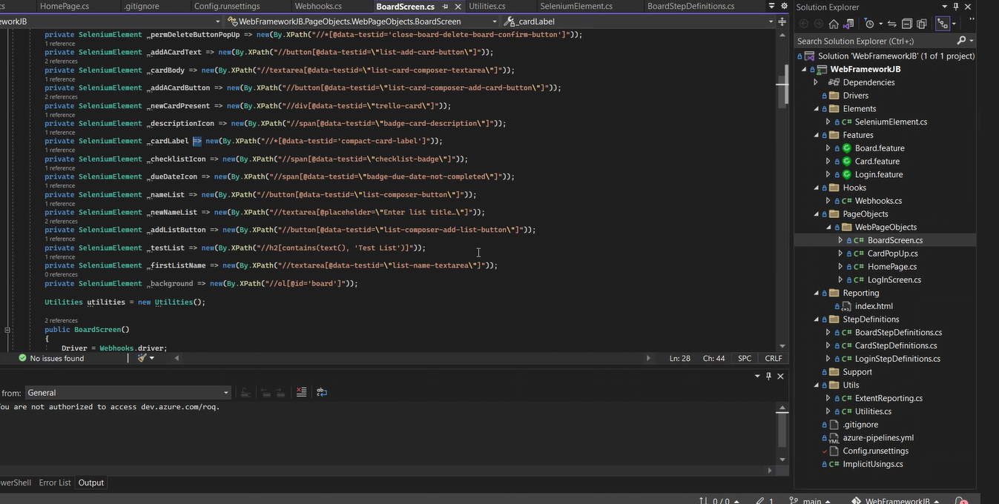 cs HomePage.cs .gitignore Config.runsettings Webhooks.cs BoardScreen.cs Utilities.cs SeleniumElement.cs BoardStepDefinitions.cs
eworkJB WebFrameworkJB.PageObjects.WebPageObjects.BoardScreen _cardLabel
private SeleniumElement _permDeleteButtonPopUp => new(By.XPath("//*[@data-testid='close-board-delete-board-confirm-button']"));
1 reference
private SeleniumElement _addACardText => new(By.XPath("//button[@data-testid=\"list-add-card-button\"]"));
2 references
private SeleniumElement _cardBody => new(By.XPath("//textarea[@data-testid=\"list-card-composer-textarea\"]"));
1 reference
private SeleniumElement _addACardButton => new(By.XPath("//button[@data-testid=\"list-card-composer-add-card-button\"]"));
2 references
private SeleniumElement _newCardPresent => new(By.XPath("//div[@data-testid=\"trello-card\"]"));
1 reference
private SeleniumElement _descriptionIcon => new(By.XPath("//span[@data-testid=\"badge-card-description\"]"));
1 reference
private SeleniumElement _cardLabel => new(By.XPath("//*[@data-testid='compact-card-label']"));
1 reference
private SeleniumElement _checklistIcon => new(By.XPath("//span[@data-testid=\"checklist-badge\"]"));
1 reference
private SeleniumElement _dueDateIcon => new(By.XPath("//span[@data-testid=\"badge-due-date-not-completed\"]"));
1 reference
private SeleniumElement _nameList => new(By.XPath("//button[@data-testid=\"list-composer-button\"]"));
1 reference
private SeleniumElement _newNameList => new(By.XPath("//textarea[@placeholder=\"Enter list title…\"]"));
2 references
private SeleniumElement _addListButton => new(By.XPath("//button[@data-testid=\"list-composer-add-list-button\"]"));
1 reference
private SeleniumElement _testList => new(By.XPath("//h2[contains(text(), 'Test List')]"));
1 reference
private SeleniumElement _firstListName => new(By.XPath("//textarea[@data-testid=\"list-name-textarea\"]"));
0 references
private SeleniumElement _background => new(By.XPath("//ol[@id='board']"));
Utilities utilities = new Utilities();
2 references
public BoardScreen()
{
Driver = Webhooks.driver;
No issues found Ln: 28 Ch: 44 SPC CRLF
from: General
ou are not authorized to access dev.azure.com/roq.
werShell Error List Output
Solution Explorer
Search Solution Explorer (Ctrl+;)
Solution 'WebFrameworkJB' (1 of 1 project)
WebFrameworkJB
Dependencies
Drivers
Elements
C# SeleniumElement.cs
Features
Board.feature
Card.feature
Login.feature
Hooks
C# Webhooks.cs
PageObjects
WebPageObjects
C# BoardScreen.cs
C# CardPopUp.cs
C# HomePage.cs
C# LogInScreen.cs
Reporting
index.html
StepDefinitions
C# BoardStepDefinitions.cs
C# CardStepDefinitions.cs
C# LoginStepDefinitions.cs
Support
Utils
C# ExtentReporting.cs
C# Utilities.cs
.gitignore
YML azure-pipelines.yml
Config.runsettings
C# ImplicitUsings.cs
0 / 0 1 main WebFrameworkJB